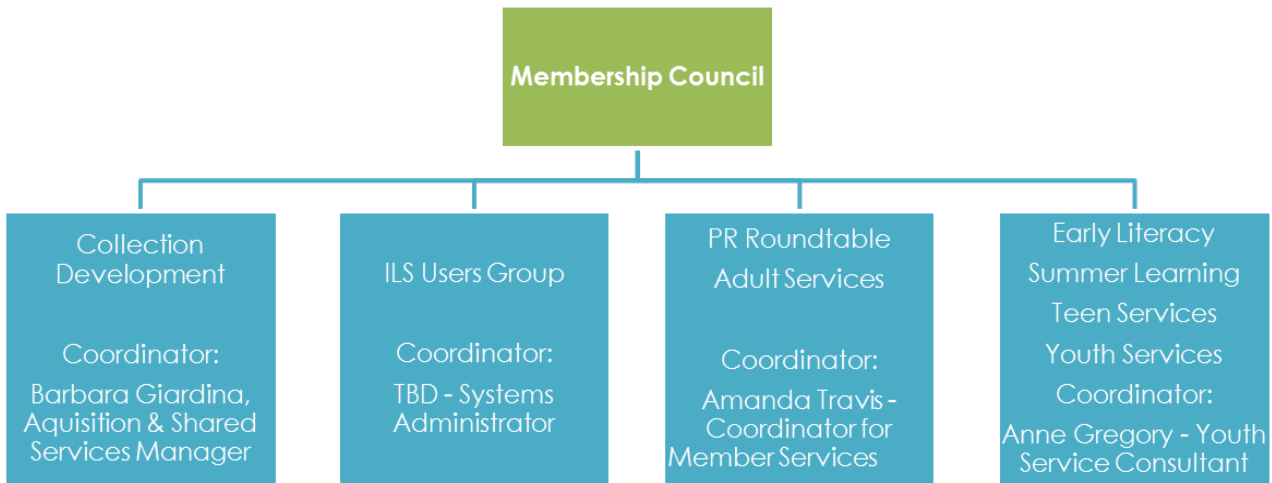 Membership Council
Collection
Development
Coordinator:
Barbara Giardina,
Aquisition & Shared
Services Manager
ILS Users Group
Coordinator:
TBD - Systems
Administrator
PR Roundtable
Adult Services
Coordinator:
Amanda Travis -
Coordinator for
Member Services
Early Literacy
Summer Learning
Teen Services
Youth Services
Coordinator:
Anne Gregory - Youth
Service Consultant